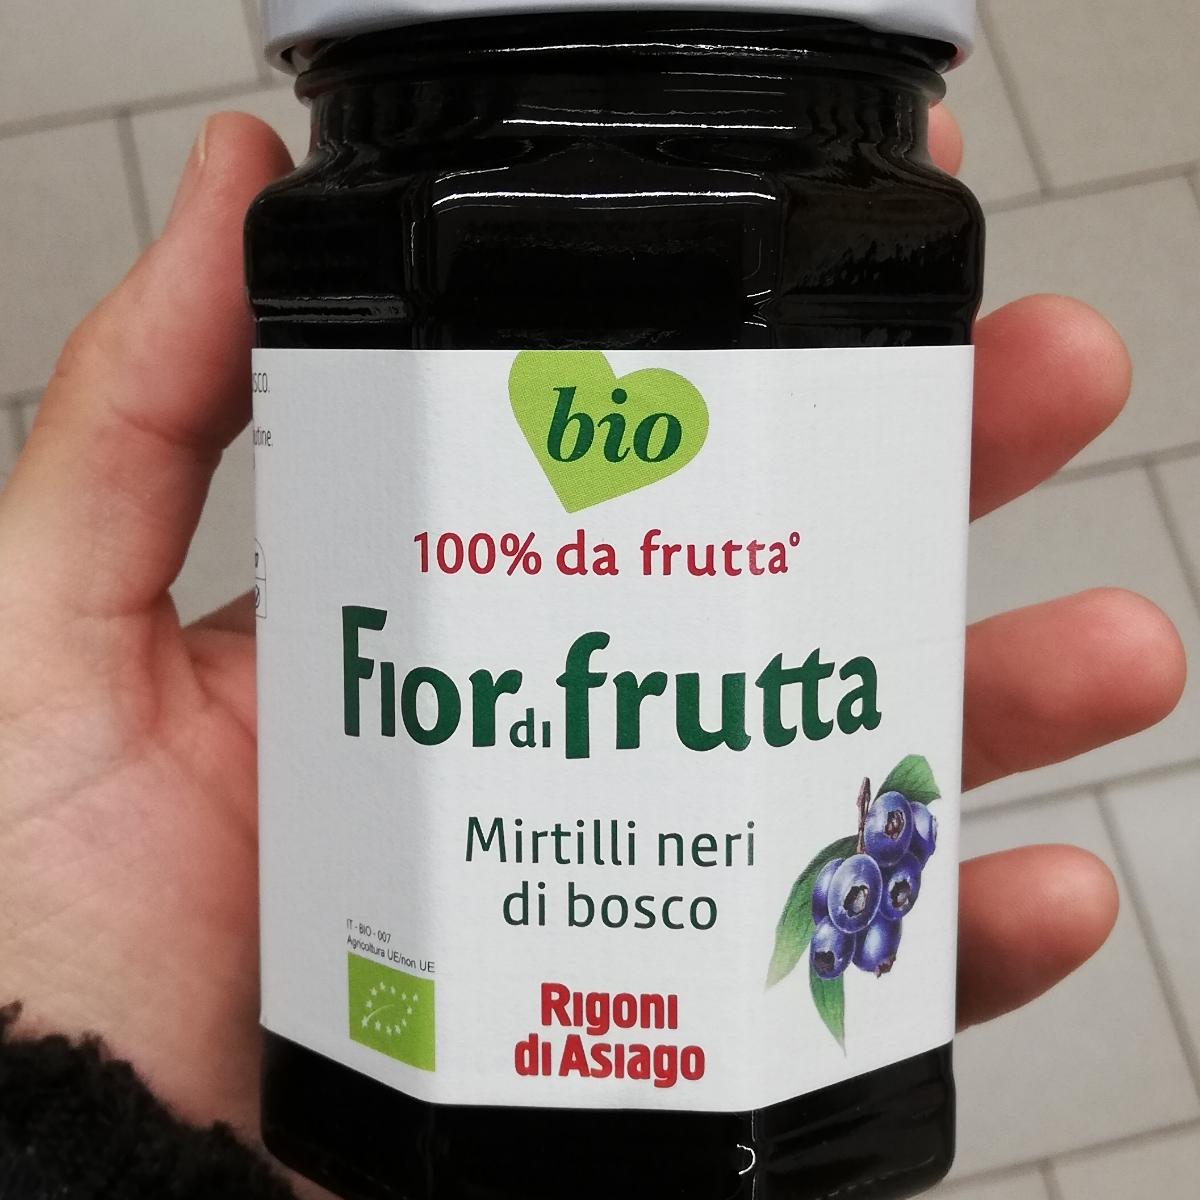 bio
100% da frutta°
Fior di frutta
Mirtilli neri
di bosco
IT - BIO - 007
Agricoltura UE/non UE
Rigoni
di Asiago